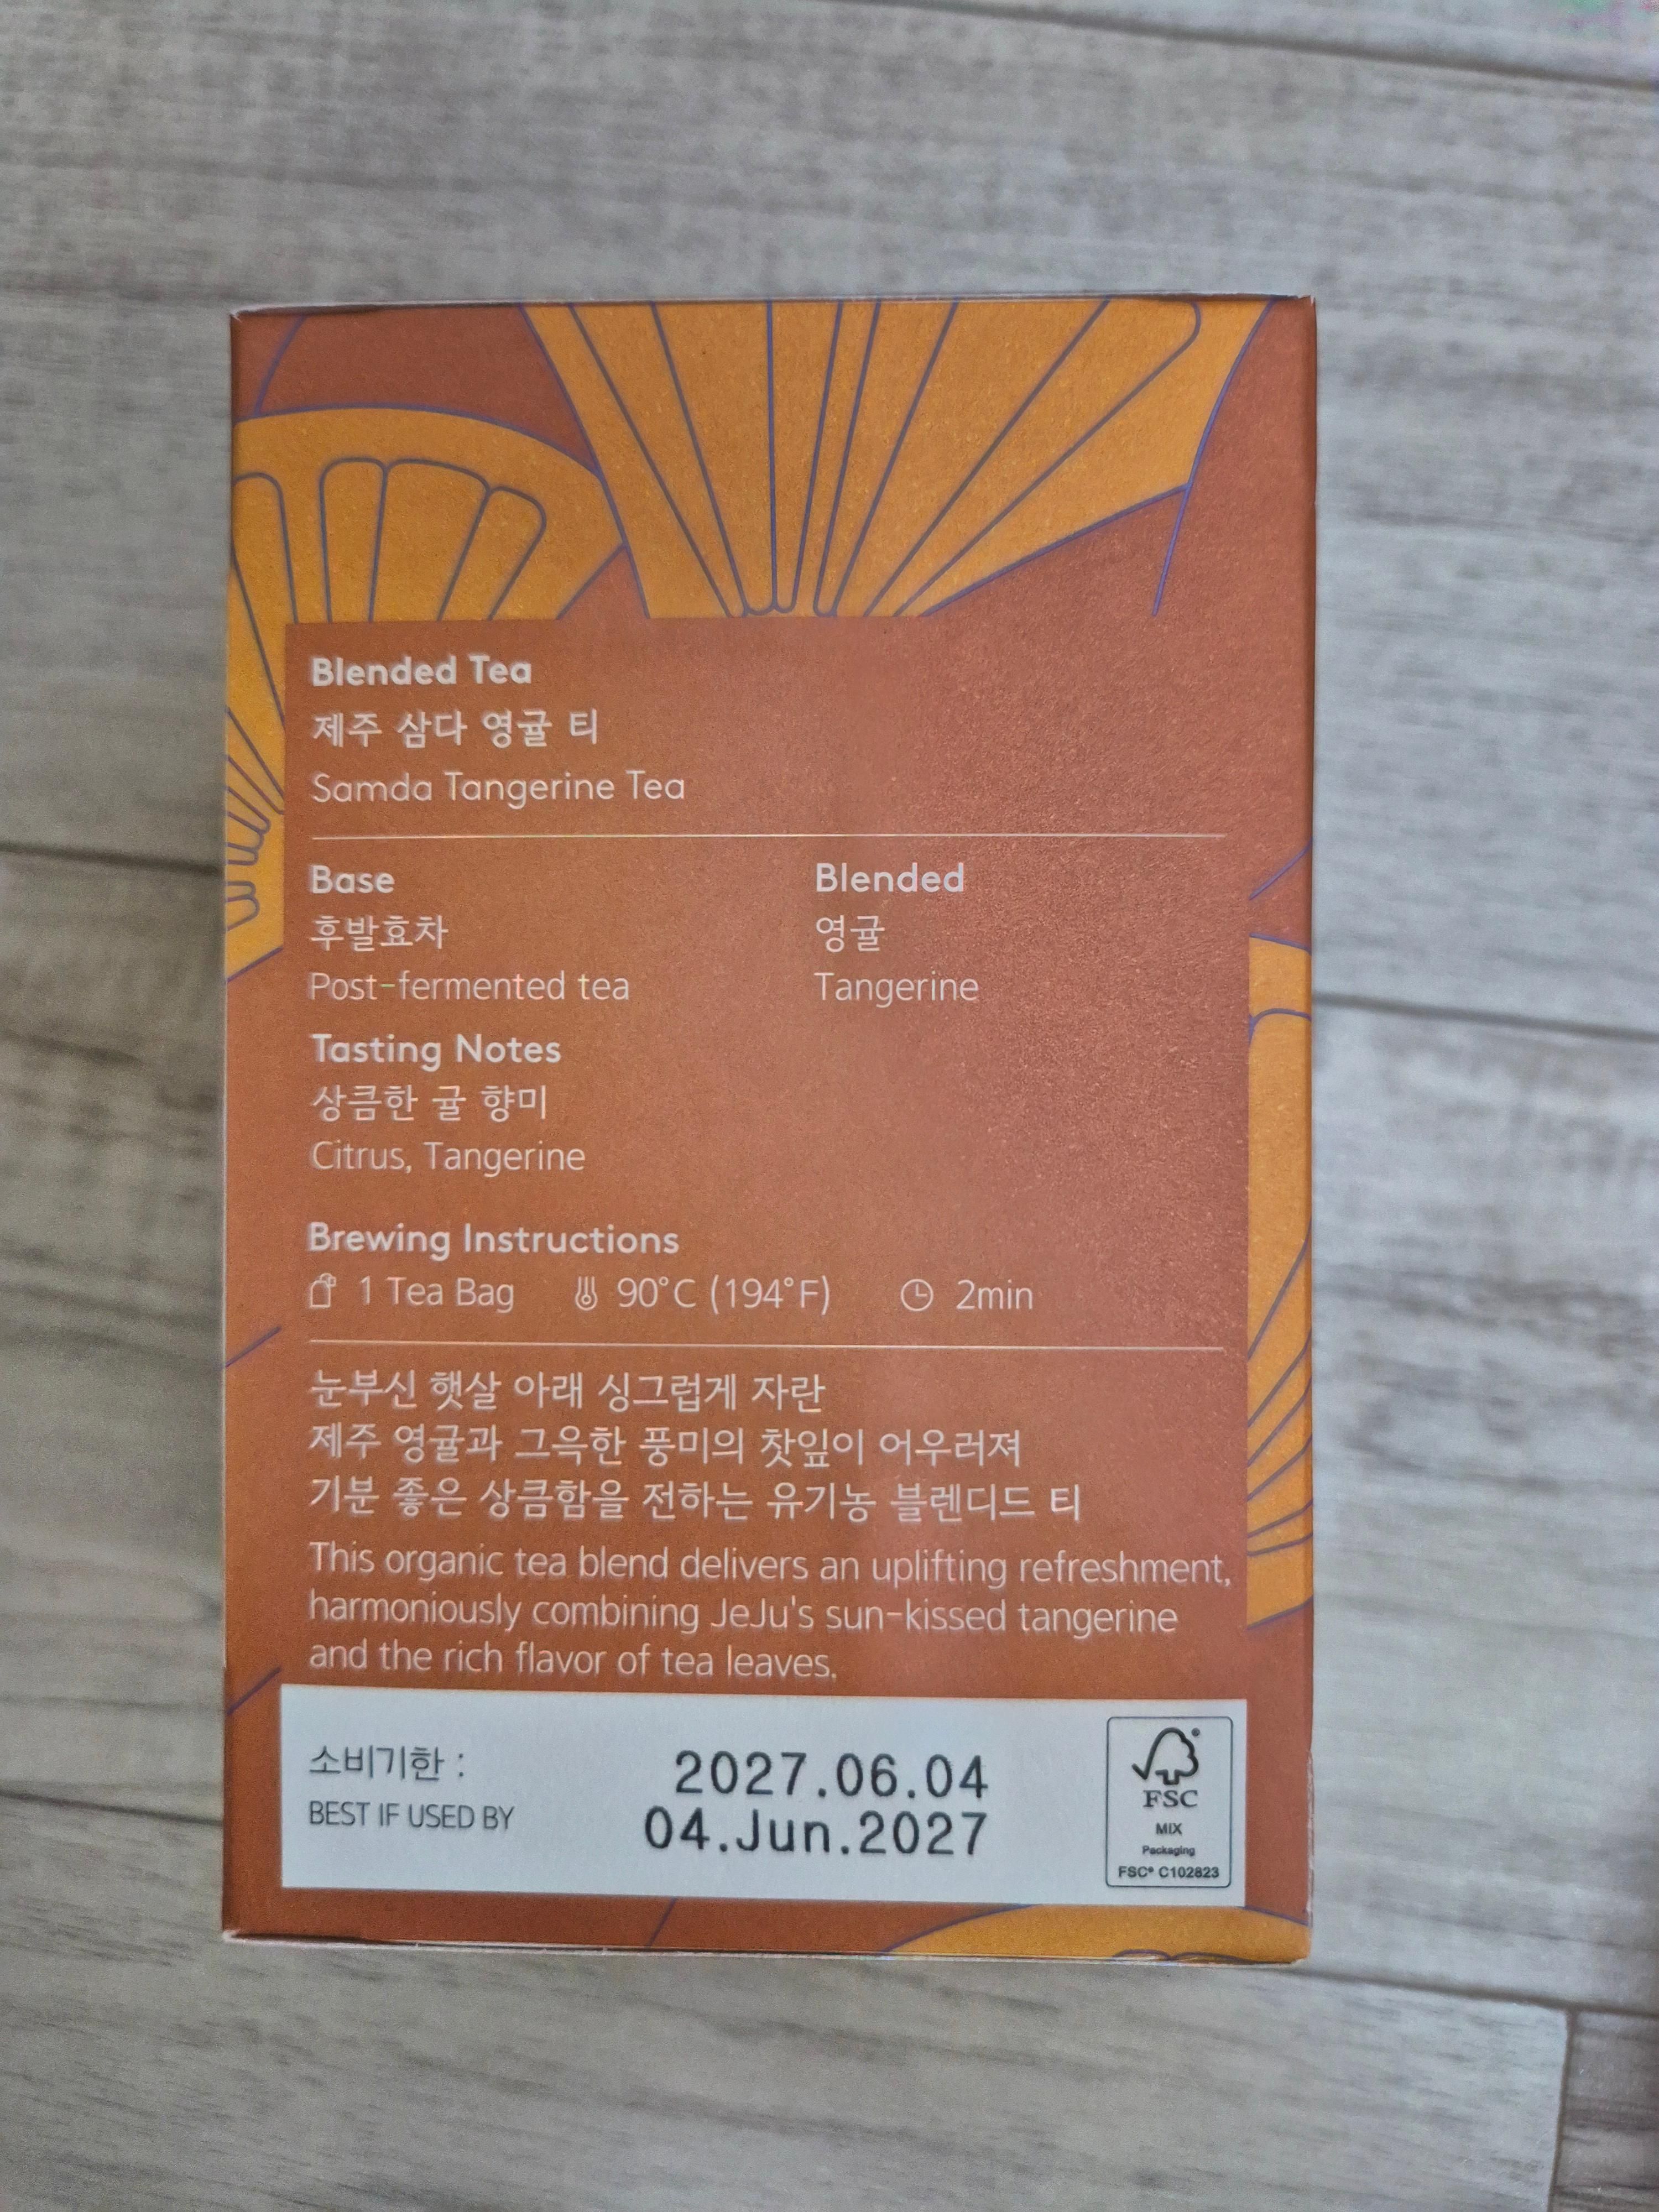 Blended Tea
제주 삼다 영귤 티
Samda Tangerine Tea
Base
후발효차
Post-fermented tea
Blended
영귤
Tangerine
Tasting Notes
상큼한 귤 향미
Citrus, Tangerine
Brewing Instructions
1 Tea Bag 90°C (194°F) 2min
눈부신 햇살 아래 싱그럽게 자란
제주 영귤과 그윽한 풍미의 찻잎이 어우러져
기분 좋은 상큼함을 전하는 유기농 블렌디드 티
This organic tea blend delivers an uplifting refreshment,
harmoniously combining JeJu's sun-kissed tangerine
and the rich flavor of tea leaves.
소비기한 :
BEST IF USED BY
2027.06.04
04.Jun.2027
FSC
MIX
Packaging
FSC® C102823